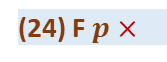 (24) F p ×